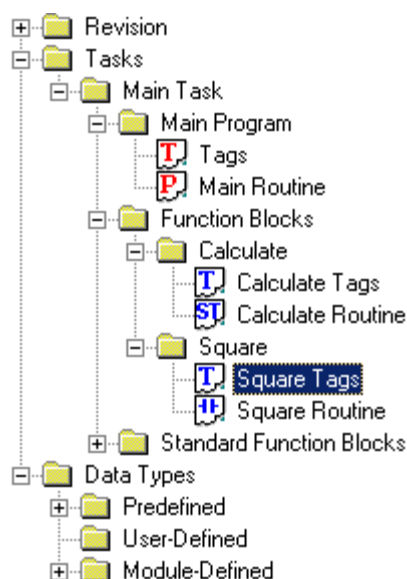 Revision
Tasks
Main Task
Main Program
T Tags
P Main Routine
Function Blocks
Calculate
T Calculate Tags
ST Calculate Routine
Square
T Square Tags
Square Routine
Standard Function Blocks
Data Types
Predefined
User-Defined
Module-Defined